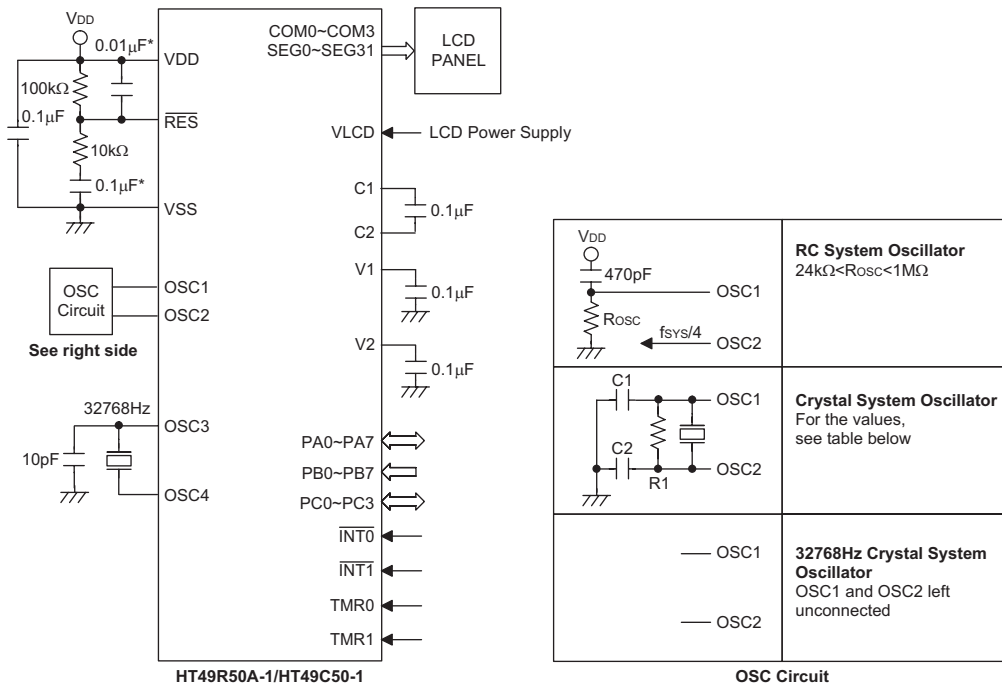 VDD
0.01μF*
VDD
100kΩ
0.1μF
RES
10kΩ
0.1μF*
VSS
OSC
Circuit
OSC1
OSC2
See right side
32768Hz
OSC3
10pF
OSC4
COM0~COM3
SEG0~SEG31
LCD
PANEL
VLCD
LCD Power Supply
C1
0.1μF
C2
V1
0.1μF
V2
0.1μF
PA0~PA7
PB0~PB7
PC0~PC3
INT0
INT1
TMR0
TMR1
HT49R50A-1/HT49C50-1
VDD
470pF
OSC1
ROSC
fSYS/4
OSC2
RC System Oscillator
24kΩ<ROSC<1MΩ
C1
OSC1
C2
OSC2
R1
Crystal System Oscillator
For the values,
see table below
OSC1
OSC2
32768Hz Crystal System
Oscillator
OSC1 and OSC2 left
unconnected
OSC Circuit